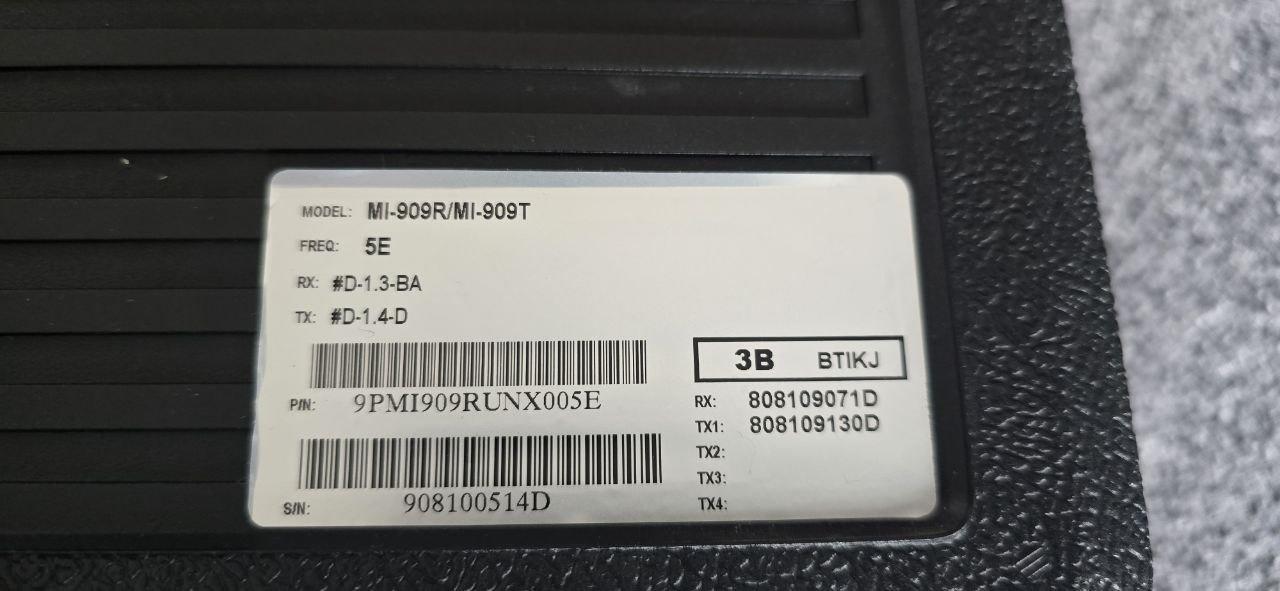 MODEL: MI-909R/MI-909T
FREQ: 5E
RX: #D-1.3-BA
TX: #D-1.4-D
P/N: 9PMI909RUNX005E
S/N: 908100514D
3B BTIKJ
RX: 808109071D
TX1: 808109130D
TX2:
TX3:
TX4: